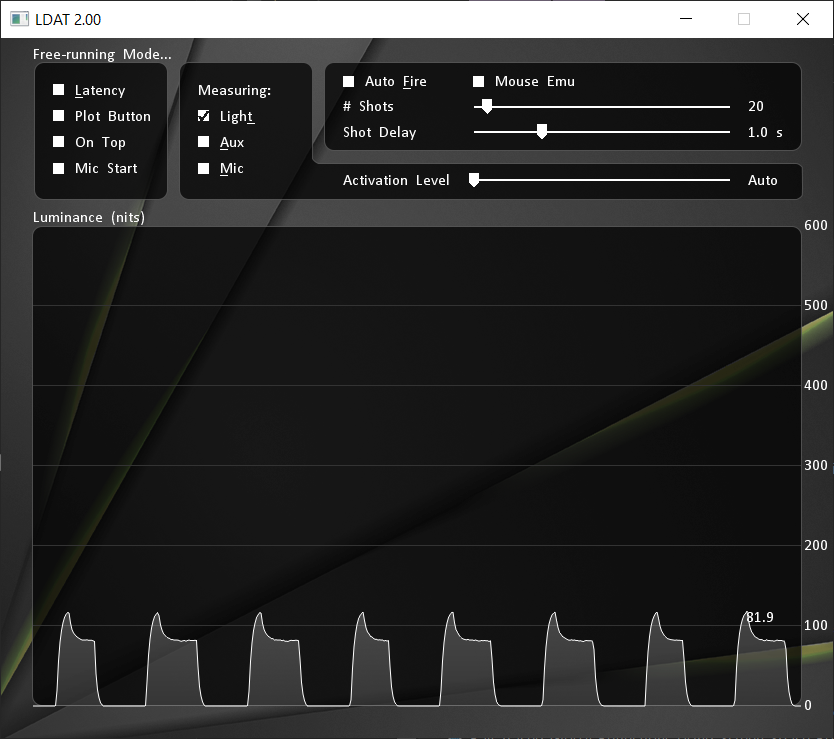 LDAT 2.00
Free-running Mode...
Latency
Plot Button
On Top
Mic Start
Measuring:
Light
Aux
Mic
Auto Fire Mouse Emu
# Shots 20
Shot Delay 1.0 s
Activation Level Auto
Luminance (nits)
600
500
400
300
200
100
0
81.9